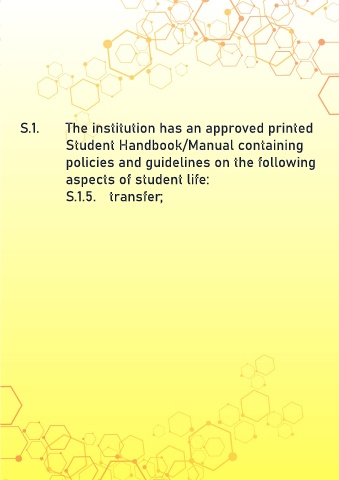 S.1. The institution has an approved printed
Student Handbook/Manual containing
policies and guidelines on the following
aspects of student life:
S.1.5. transfer;